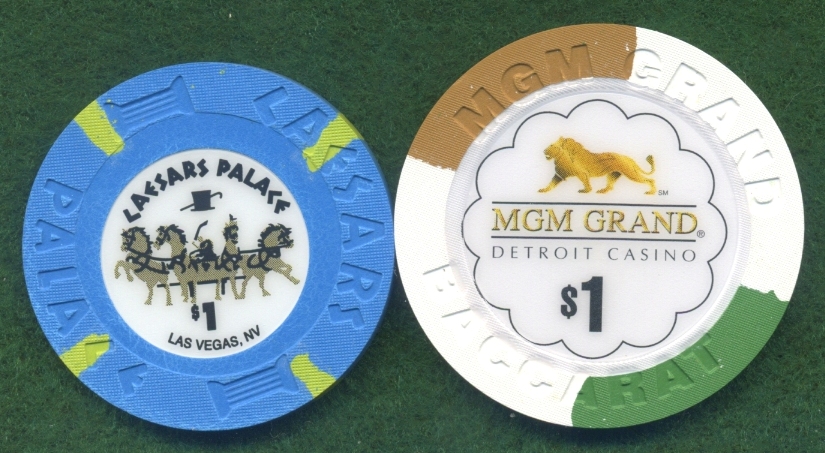 CAESARS
PALACE
CAESARS PALACE
$1
LAS VEGAS, NV
MGM GRAND
BACCARAT
SM
MGM GRAND®
DETROIT CASINO
$1